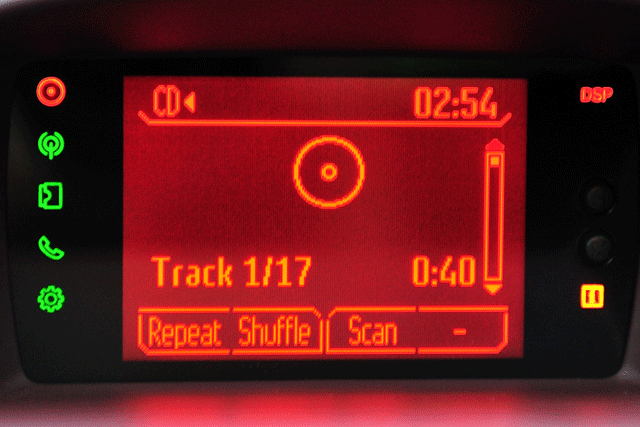 CD 02:54
DSP
Track 1/17 0:40
Repeat Shuffle Scan -